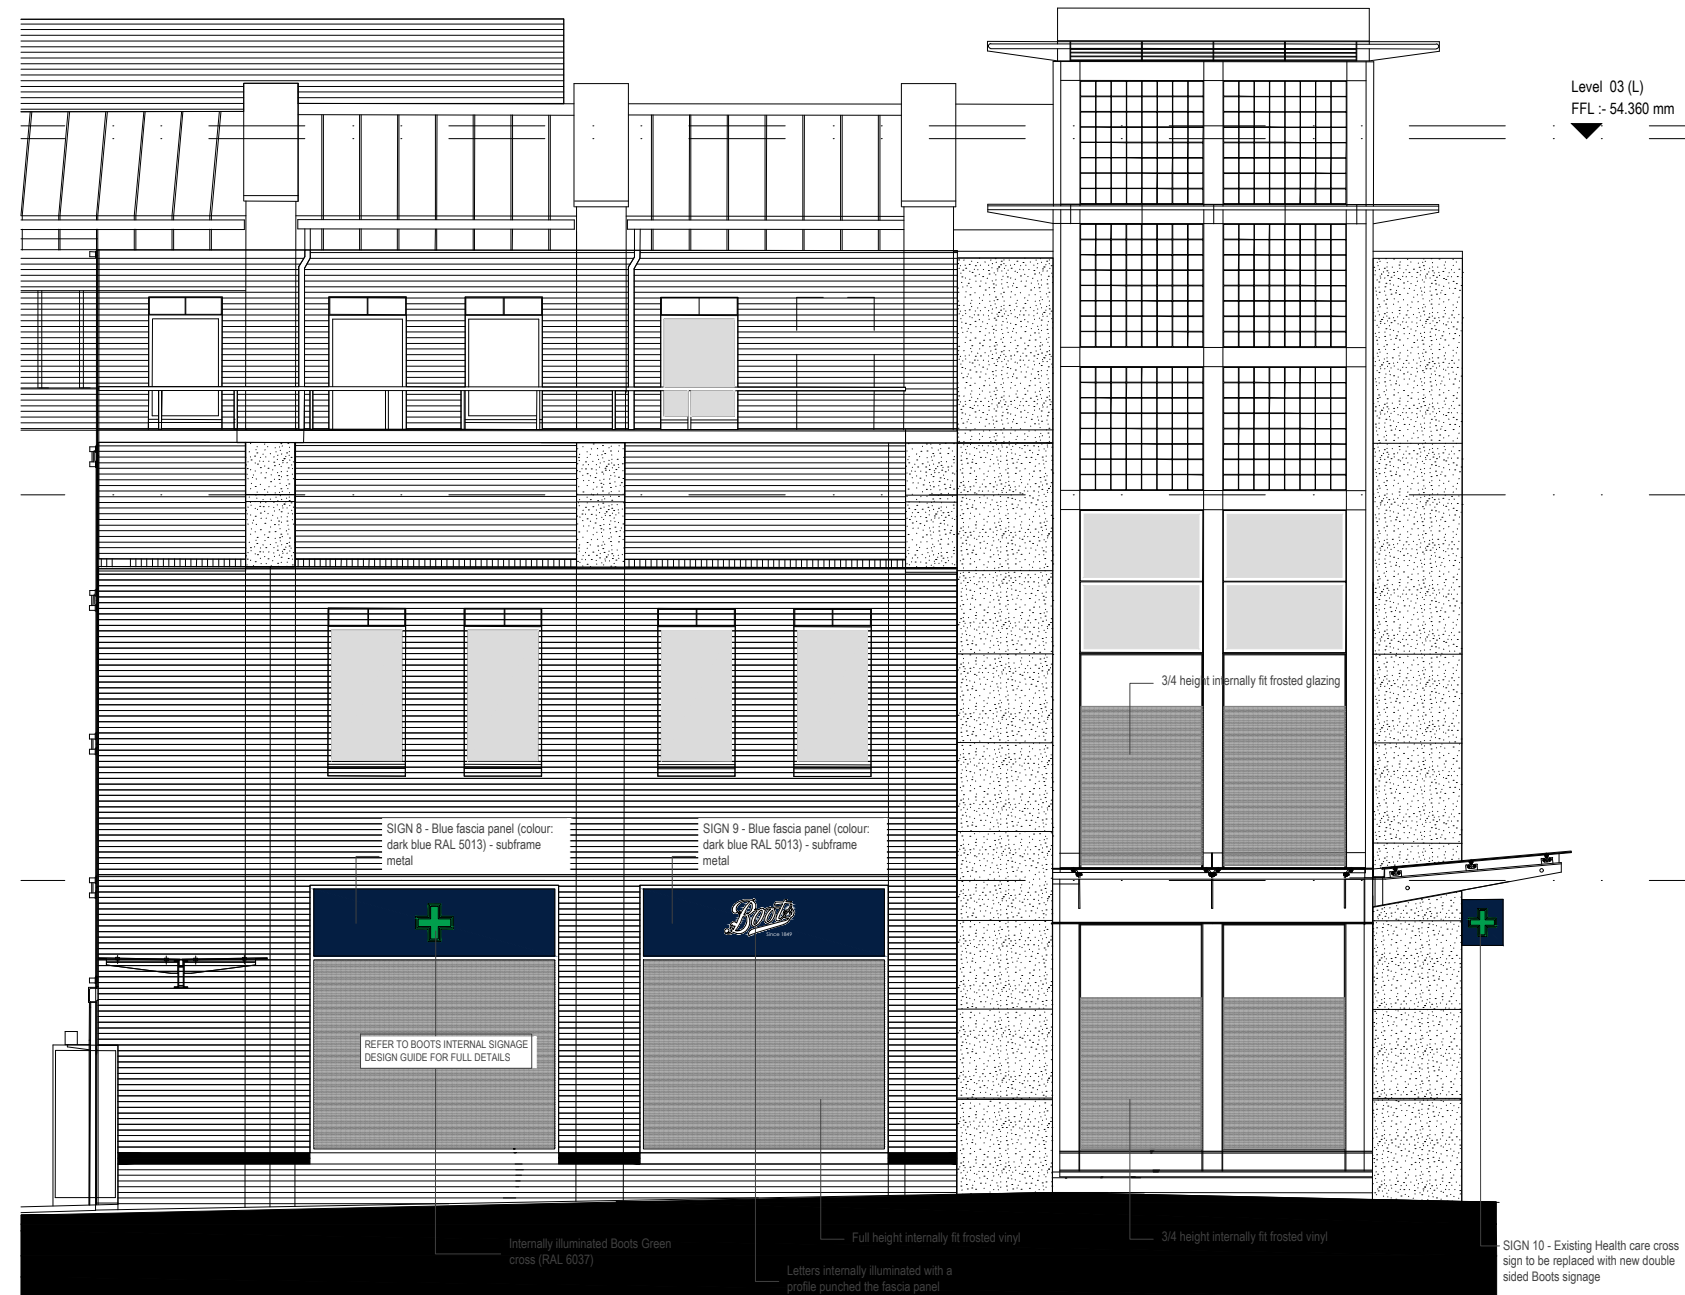 Level 03 (L)
FFL :- 54.360 mm
3/4 height internally fit frosted glazing
SIGN 8 - Blue fascia panel (colour:
dark blue RAL 5013) - subframe
metal
SIGN 9 - Blue fascia panel (colour:
dark blue RAL 5013) - subframe
metal
Boots
Since 1849
REFER TO BOOTS INTERNAL SIGNAGE
DESIGN GUIDE FOR FULL DETAILS
Internally illuminated Boots Green
cross (RAL 6037)
Full height internally fit frosted vinyl
Letters internally illuminated with a
profile punched the fascia panel
3/4 height internally fit frosted vinyl
SIGN 10 - Existing Health care cross
sign to be replaced with new double
sided Boots signage